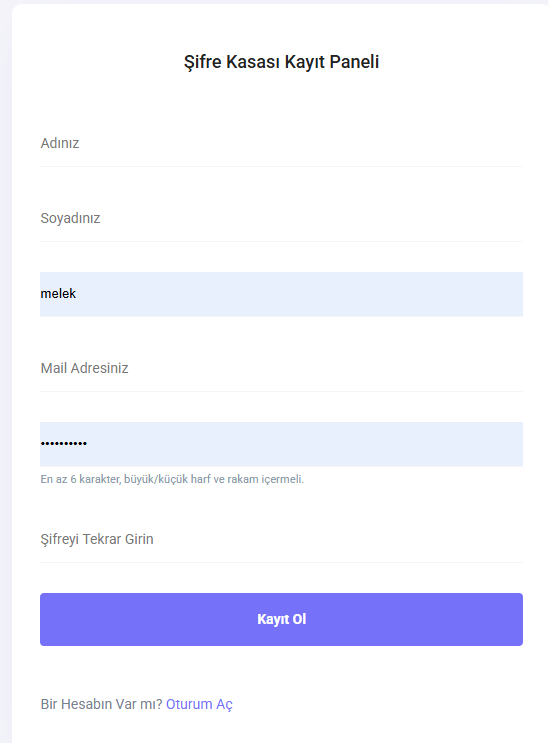 Şifre Kasası Kayıt Paneli
Adınız
Soyadınız
melek
Mail Adresiniz
••••••••••
En az 6 karakter, büyük/küçük harf ve rakam içermeli.
Şifreyi Tekrar Girin
Kayıt Ol
Bir Hesabın Var mı? Oturum Aç